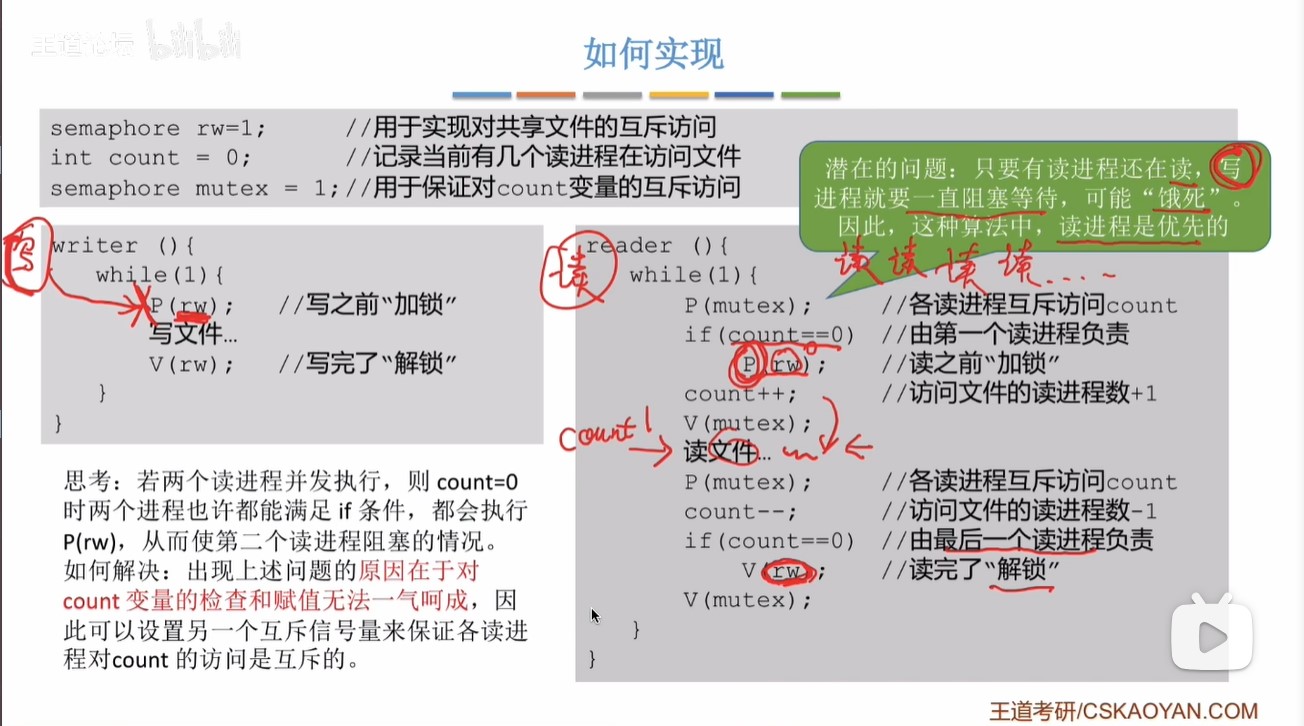 王道论坛 bilibili
如何实现
semaphore rw=1; //用于实现对共享文件的互斥访问
int count = 0; //记录当前有几个读进程在访问文件
semaphore mutex = 1; //用于保证对count变量的互斥访问
潜在的问题：只要有读进程还在读，写
进程就要一直阻塞等待，可能“饿死”。
因此，这种算法中，读进程是优先的
写
writer (){
while(1){
P(rw); //写之前“加锁”
写文件…
V(rw); //写完了“解锁”
}
}
读
读 读 读 读 ....
reader (){
while(1){
P(mutex); //各读进程互斥访问count
if(count==0) //由第一个读进程负责
P(rw); //读之前“加锁”
count++; //访问文件的读进程数+1
V(mutex);
count 1
读文件…
P(mutex); //各读进程互斥访问count
count--; //访问文件的读进程数-1
if(count==0) //由最后一个读进程负责
V(rw); //读完了“解锁”
V(mutex);
}
}
思考：若两个读进程并发执行，则 count=0
时两个进程也许都能满足 if 条件，都会执行
P(rw)，从而使第二个读进程阻塞的情况。
如何解决：出现上述问题的原因在于对
count 变量的检查和赋值无法一气呵成，因
此可以设置另一个互斥信号量来保证各读进
程对count 的访问是互斥的。
王道考研/CSKAOYAN.COM